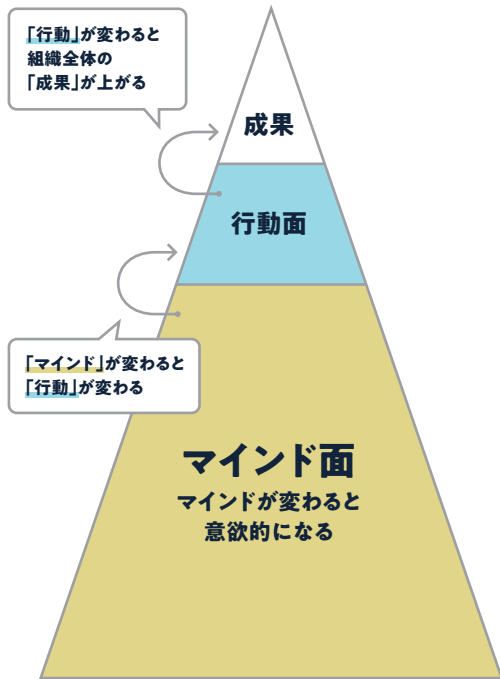 「行動」が変わると
組織全体の
「成果」が上がる
成果
行動面
「マインド」が変わると
「行動」が変わる
マインド面
マインドが変わると
意欲的になる